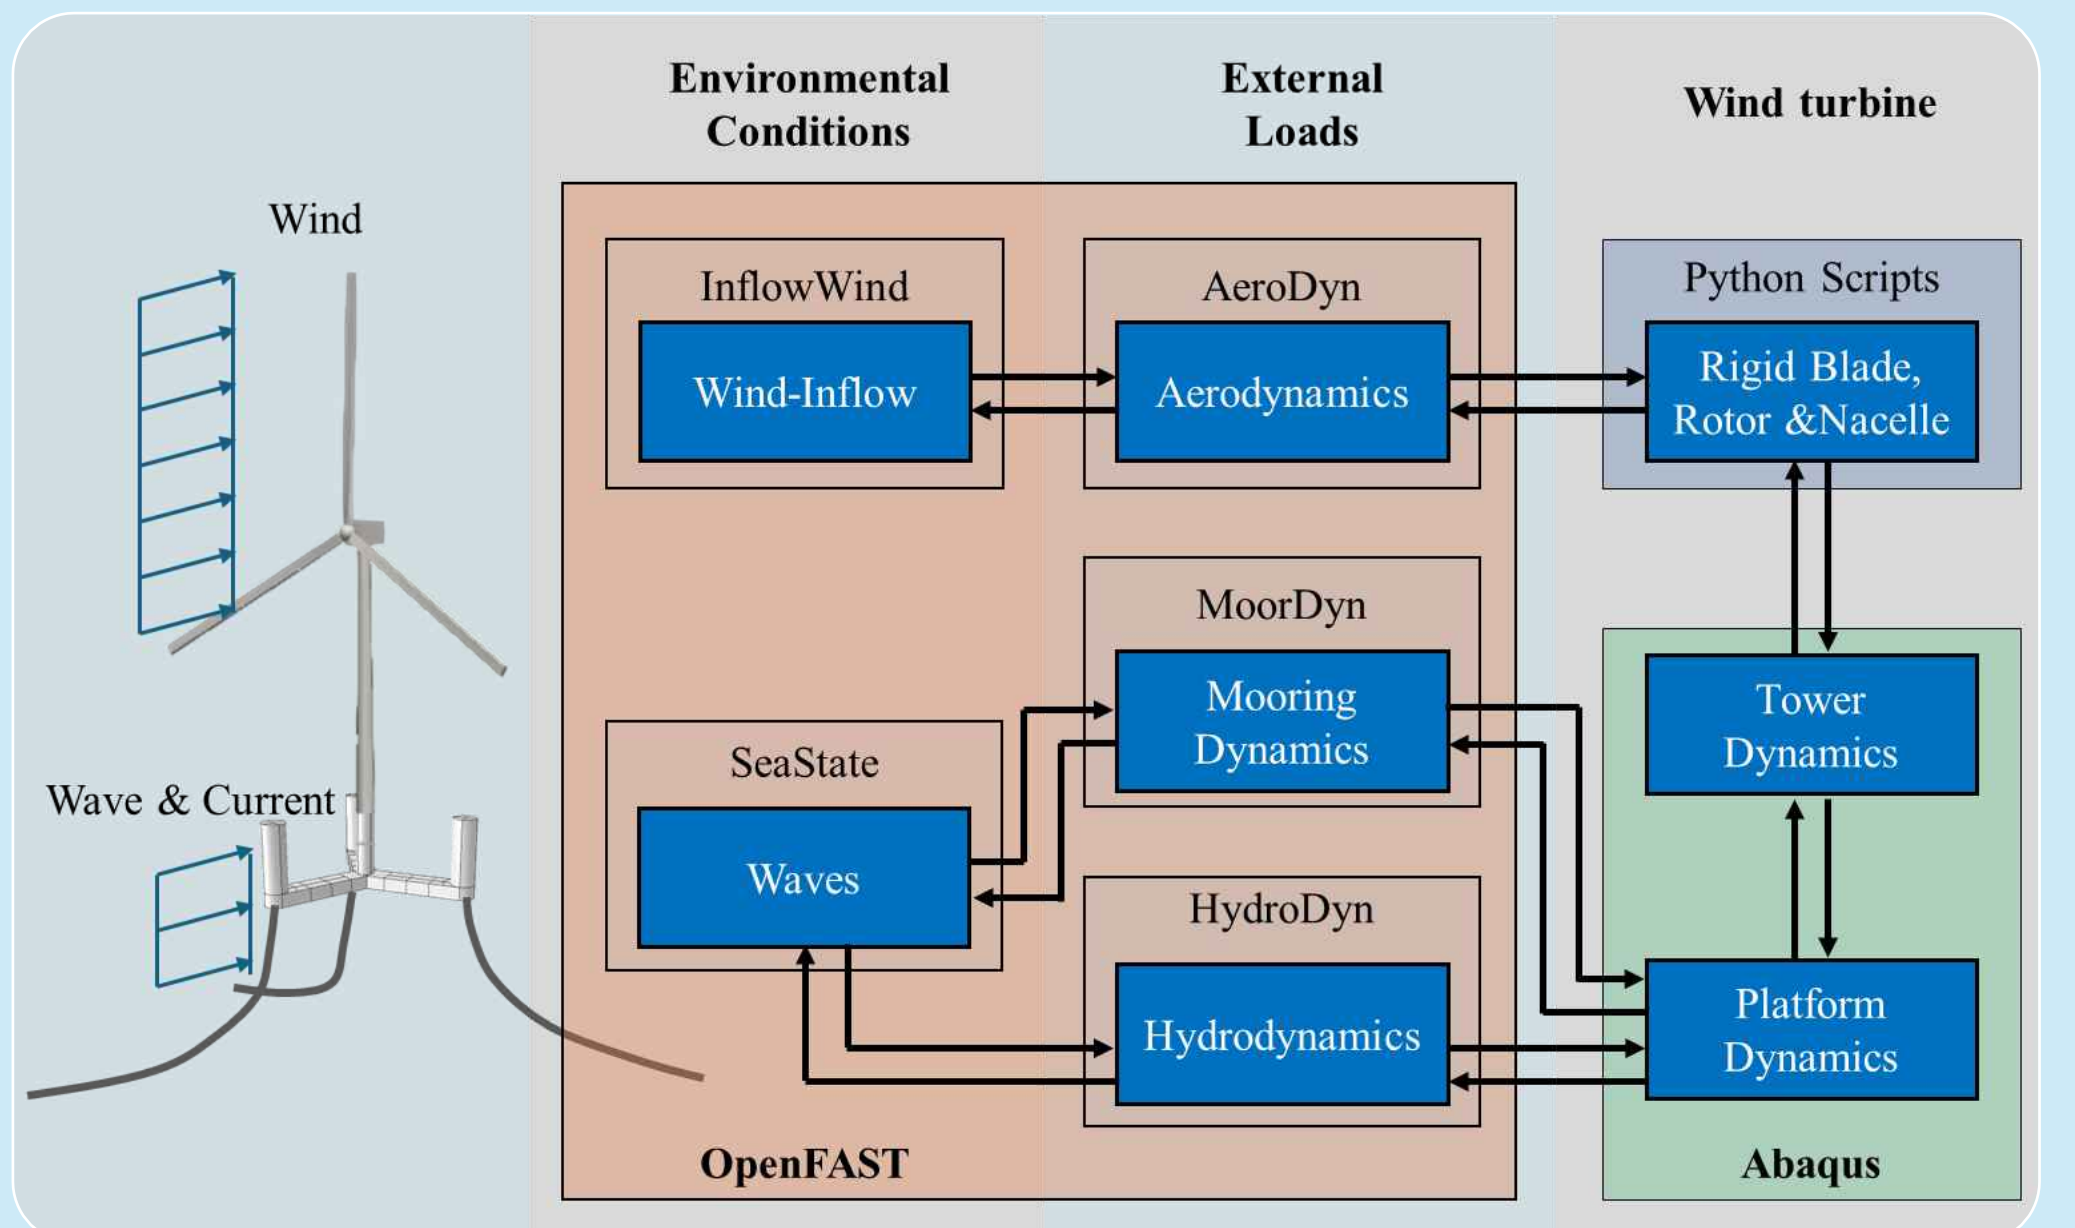 Environmental
Conditions
External
Loads
Wind turbine
Wind
InflowWind
Wind-Inflow
AeroDyn
Aerodynamics
Python Scripts
Rigid Blade,
Rotor &Nacelle
MoorDyn
Mooring
Dynamics
Tower
Dynamics
Wave & Current
SeaState
Waves
HydroDyn
Hydrodynamics
Platform
Dynamics
OpenFAST
Abaqus